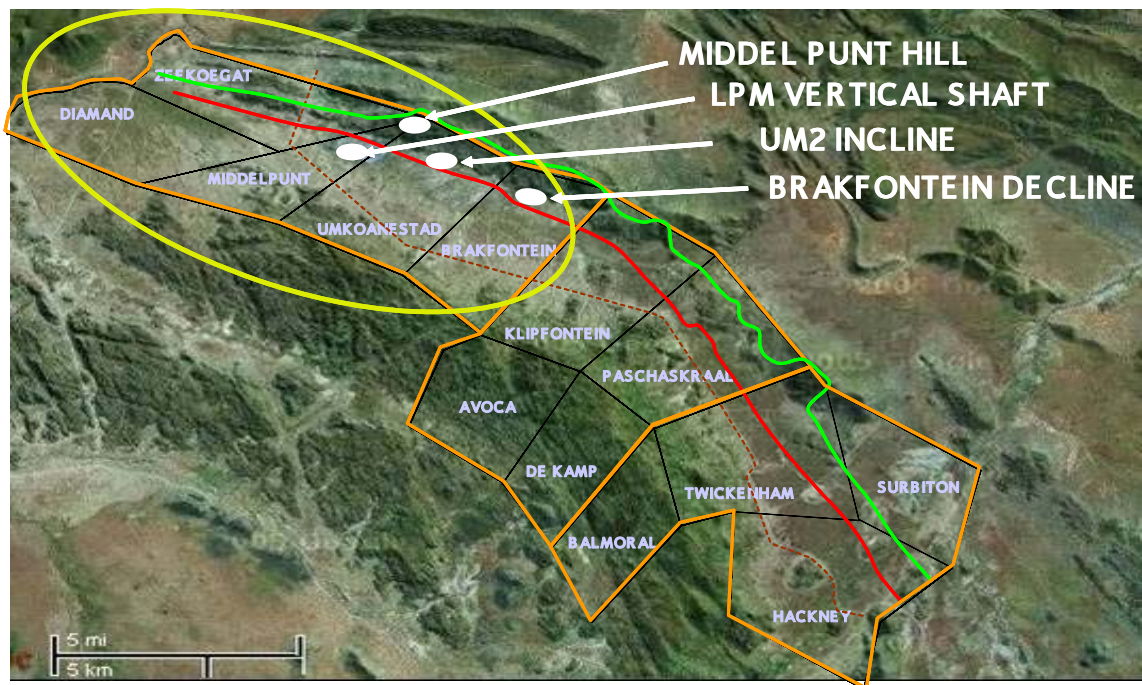 MIDDEL PUNT HILL
LPM VERTICAL SHAFT
UM2 INCLINE
BRAKFONTEIN DECLINE
ZEEKOEGAT
DIAMAND
MIDDELPUNT
UMKOANESTAD
BRAKFONTEIN
KLIPFONTEIN
PASCHASKRAAL
AVOCA
DE KAMP
TWICKENHAM
SURBITON
BALMORAL
HACKNEY
5 mi
5 km